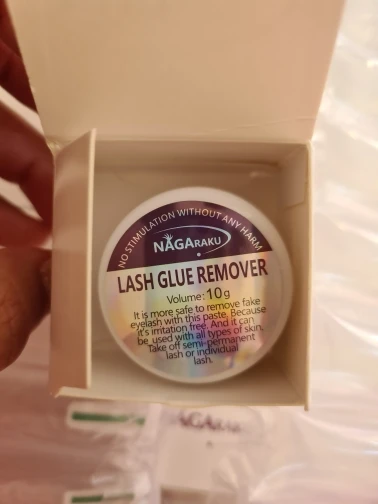 NO STIMULATION WITHOUT ANY HARM
NAGARAKU
LASH GLUE REMOVER
Volume: 10g
It is more safe to remove fake
eyelash with this paste. Because
it's irritation free. And it can
be used with all types of skin.
Take off semi-permanent
lash or individual
lash.
NAGARAKU